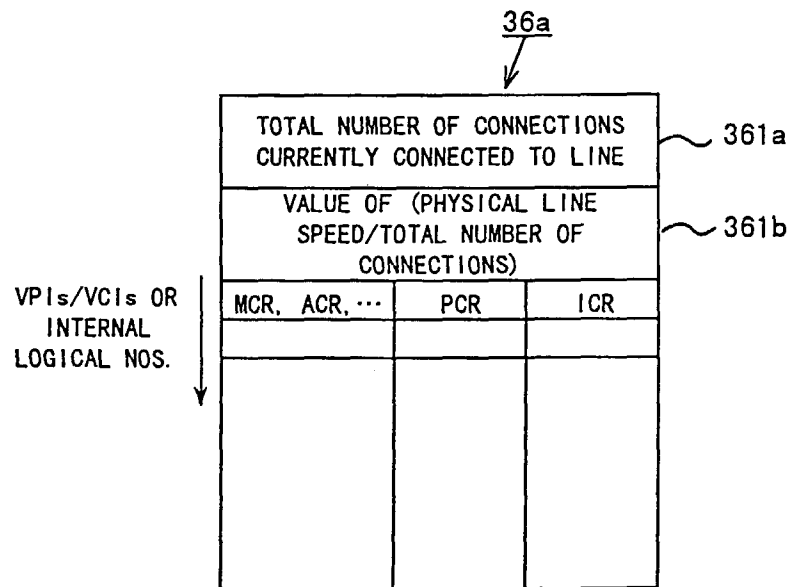 36a
TOTAL NUMBER OF CONNECTIONS
CURRENTLY CONNECTED TO LINE
361a
VALUE OF (PHYSICAL LINE
SPEED/TOTAL NUMBER OF
CONNECTIONS)
361b
VPIs/VCIs OR
INTERNAL
LOGICAL NOS.
MCR, ACR, ···
PCR
ICR